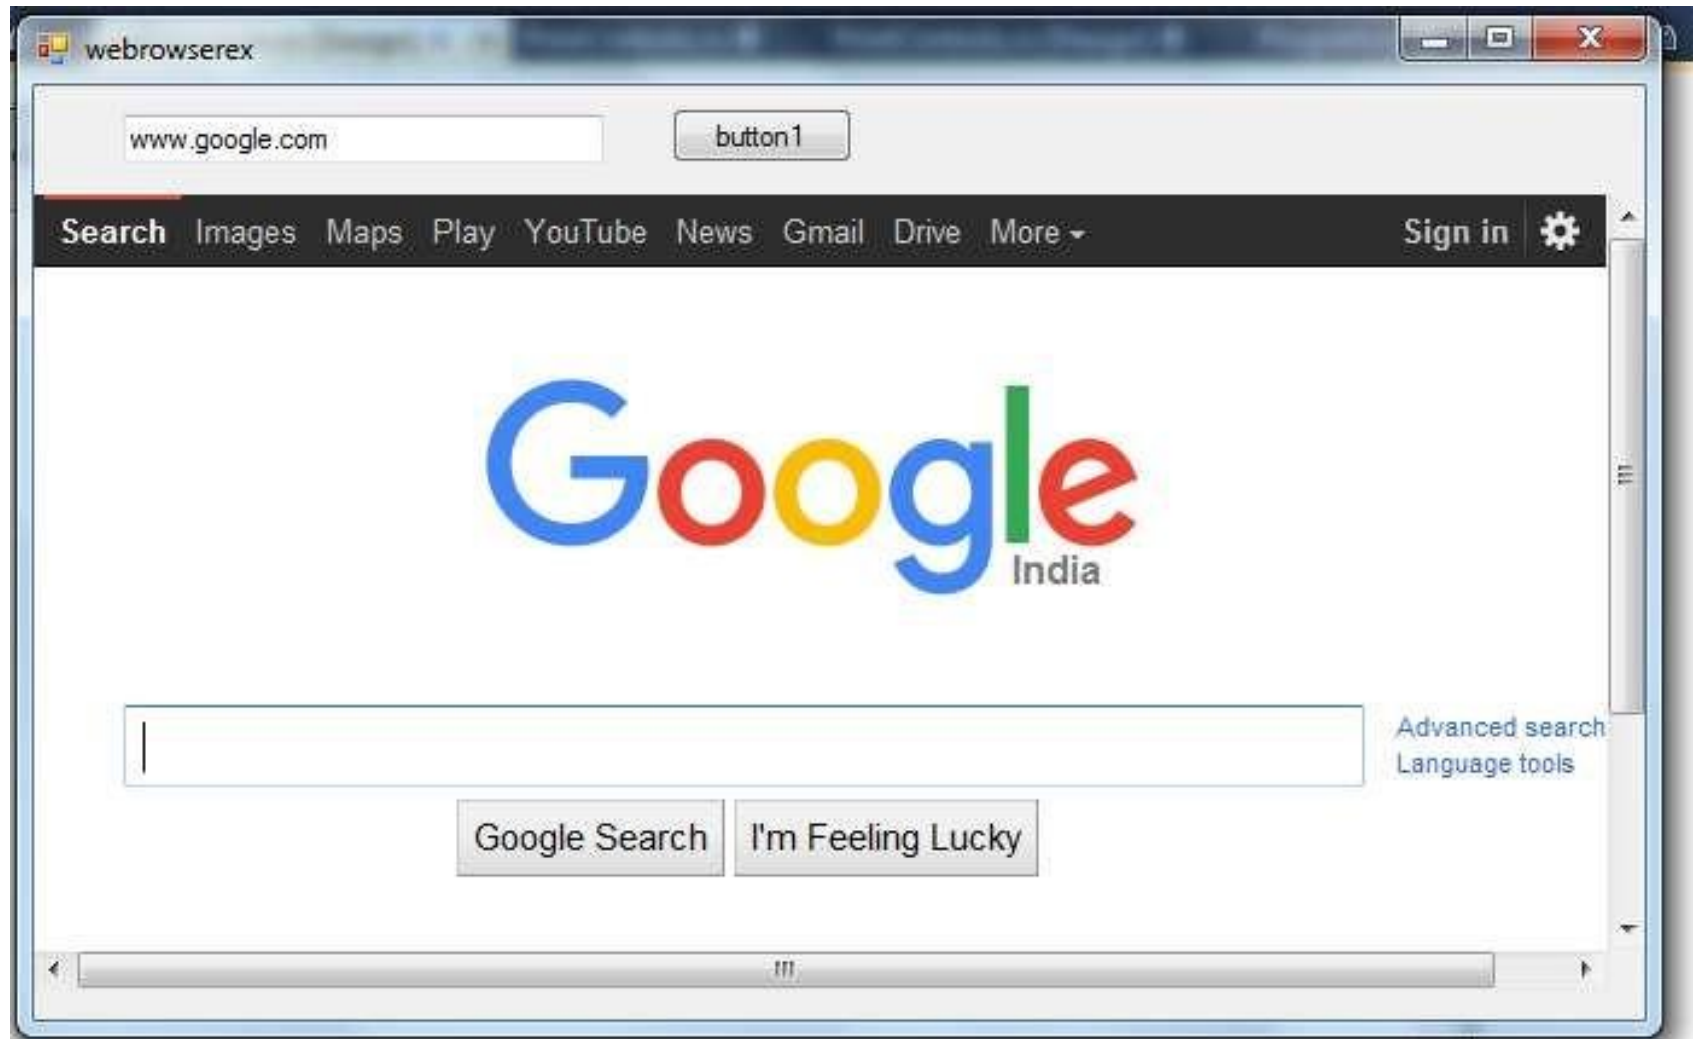 webrowserex
www.google.com button1
Search Images Maps Play YouTube News Gmail Drive More Sign in
Google
India
Advanced search
Language tools
Google Search I'm Feeling Lucky